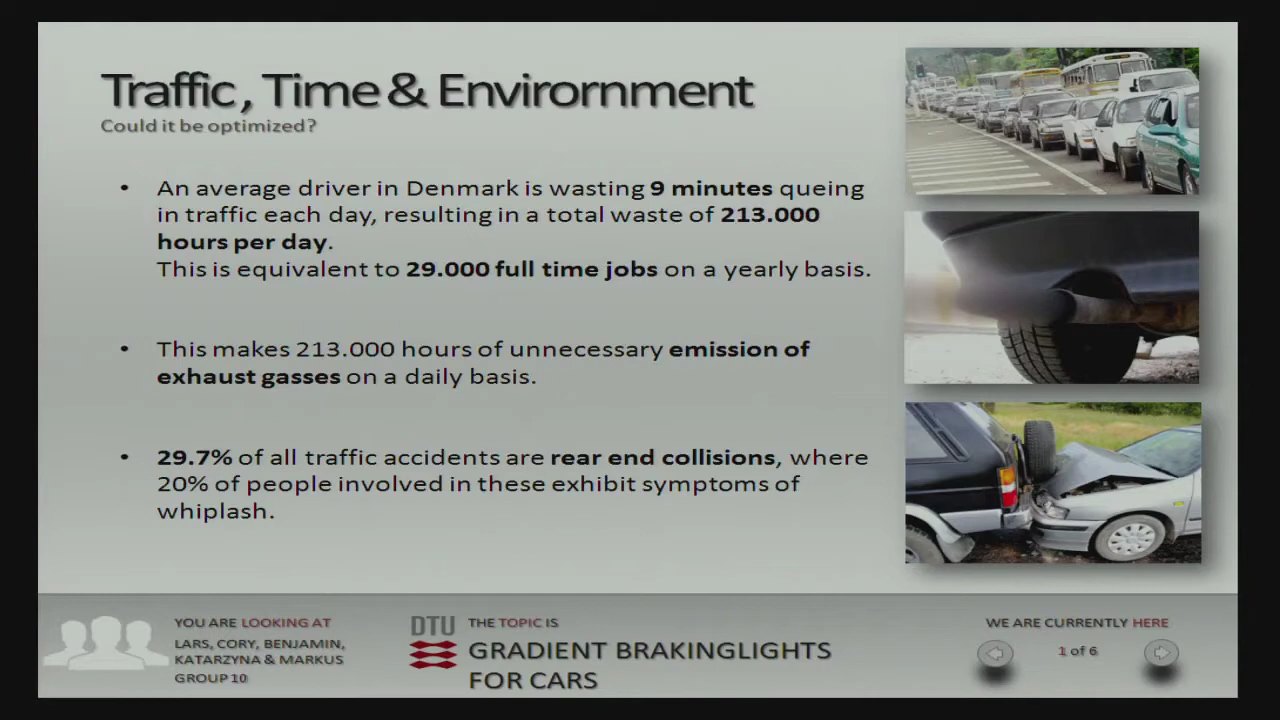 Traffic, Time & Envirornment
Could it be optimized?
• An average driver in Denmark is wasting 9 minutes queing
in traffic each day, resulting in a total waste of 213.000
hours per day.
This is equivalent to 29.000 full time jobs on a yearly basis.
• This makes 213.000 hours of unnecessary emission of
exhaust gasses on a daily basis.
• 29.7% of all traffic accidents are rear end collisions, where
20% of people involved in these exhibit symptoms of
whiplash.
YOU ARE LOOKING AT
LARS, CORY, BENJAMIN,
KATARZYNA & MARKUS
GROUP 10
DTU
THE TOPIC IS
GRADIENT BRAKINGLIGHTS
FOR CARS
WE ARE CURRENTLY HERE
1 of 6